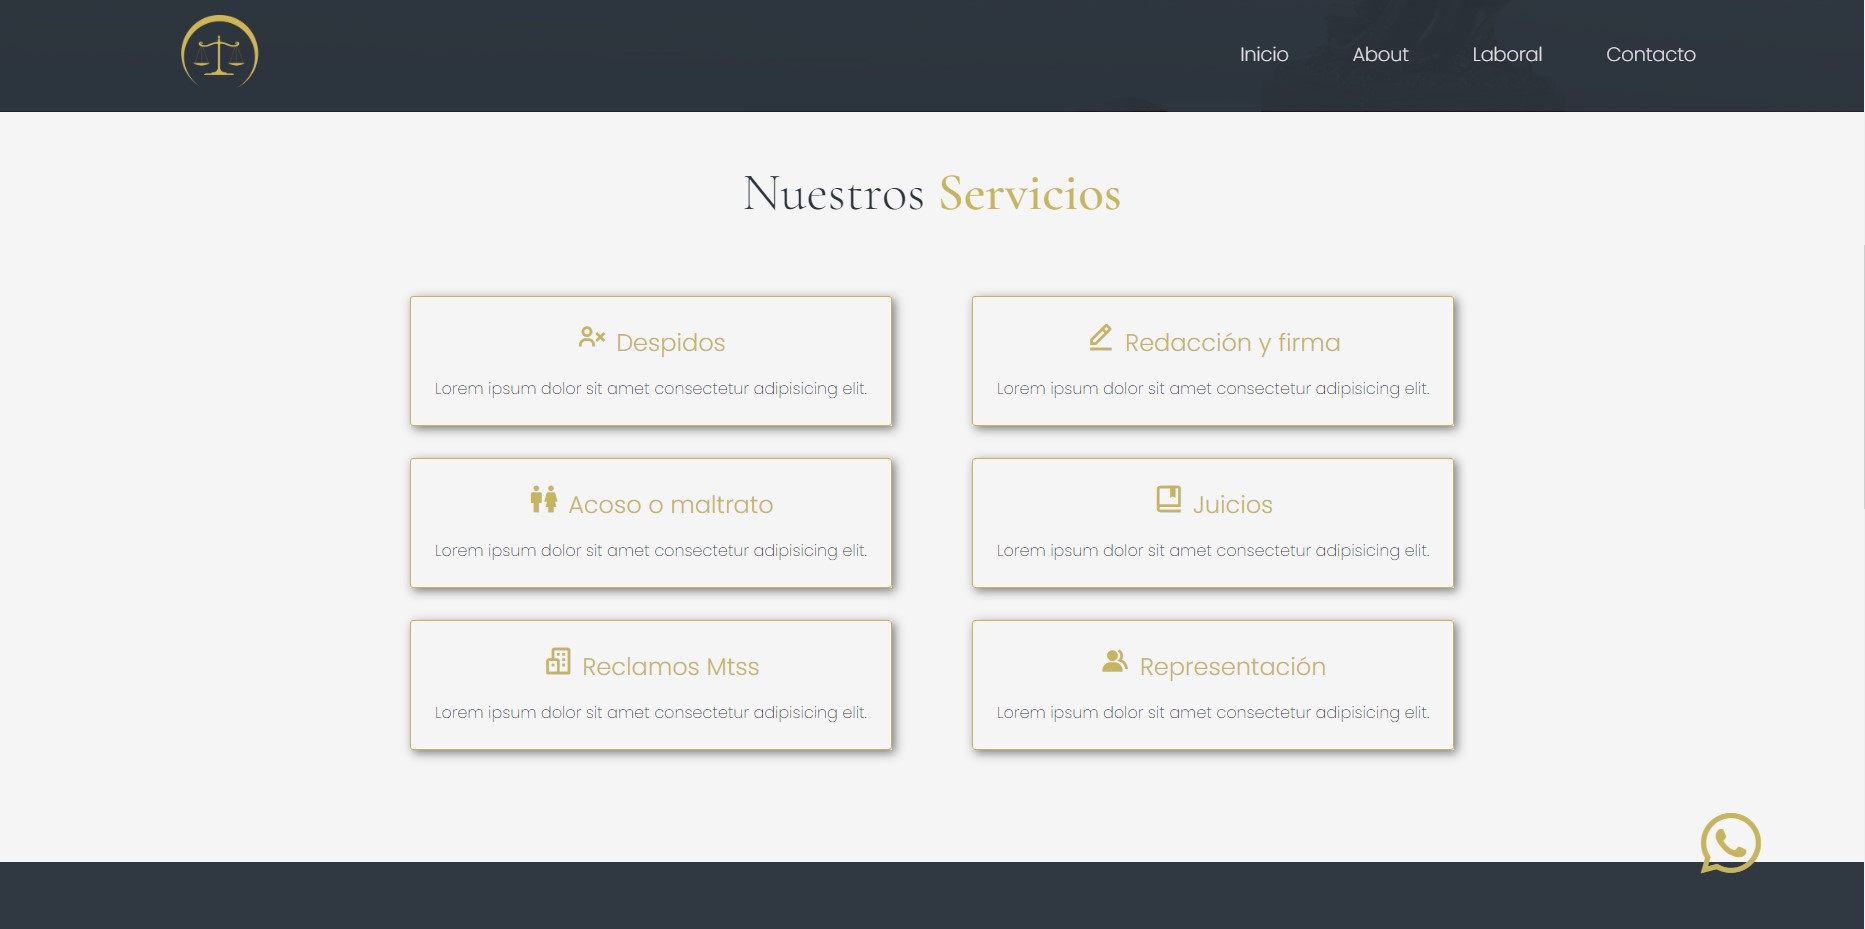 Inicio About Laboral Contacto
Nuestros Servicios
Despidos
Lorem ipsum dolor sit amet consectetur adipisicing elit.
Redacción y firma
Lorem ipsum dolor sit amet consectetur adipisicing elit.
Acoso o maltrato
Lorem ipsum dolor sit amet consectetur adipisicing elit.
Juicios
Lorem ipsum dolor sit amet consectetur adipisicing elit.
Reclamos Mtss
Lorem ipsum dolor sit amet consectetur adipisicing elit.
Representación
Lorem ipsum dolor sit amet consectetur adipisicing elit.